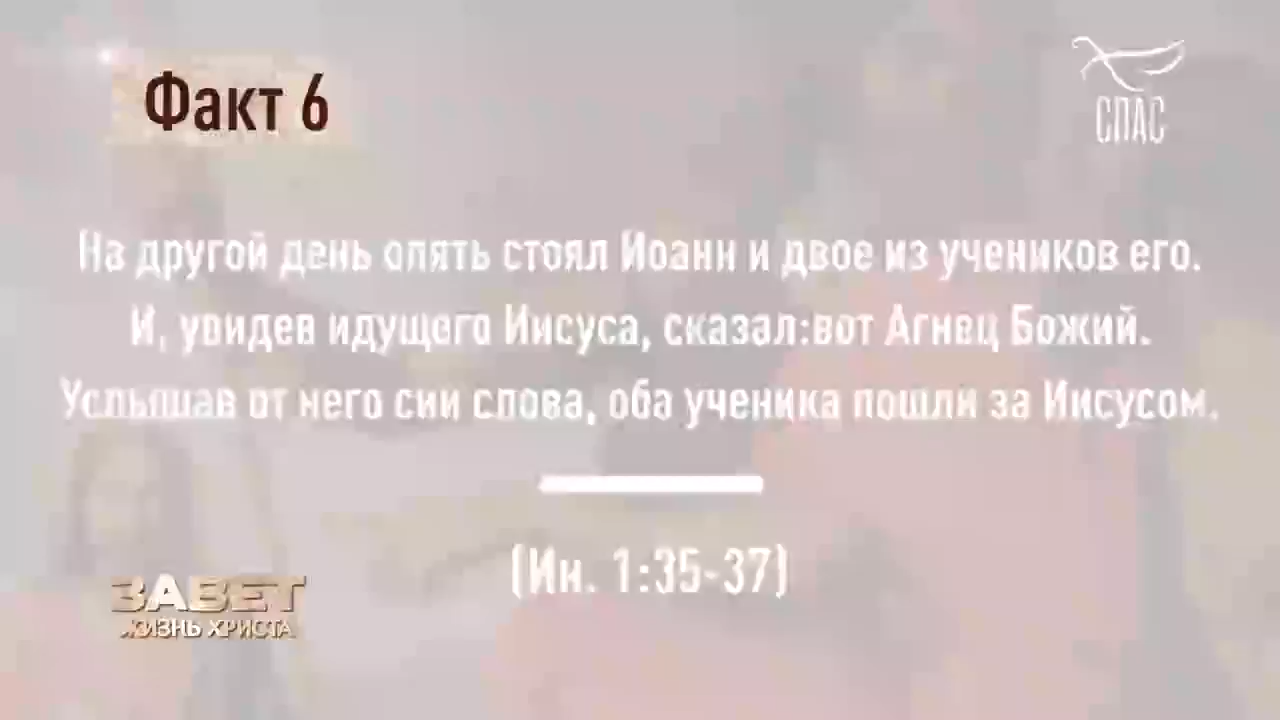 Факт 6
СПАС
На другой день опять стоял Иоанн и двое из учеников его.
И, увидев идущего Иисуса, сказал:вот Агнец Божий.
Услышав от него сии слова, оба ученика пошли за Иисусом.
(Ин. 1:35-37)
ЗАВЕТ
ЖИЗНЬ ХРИСТА